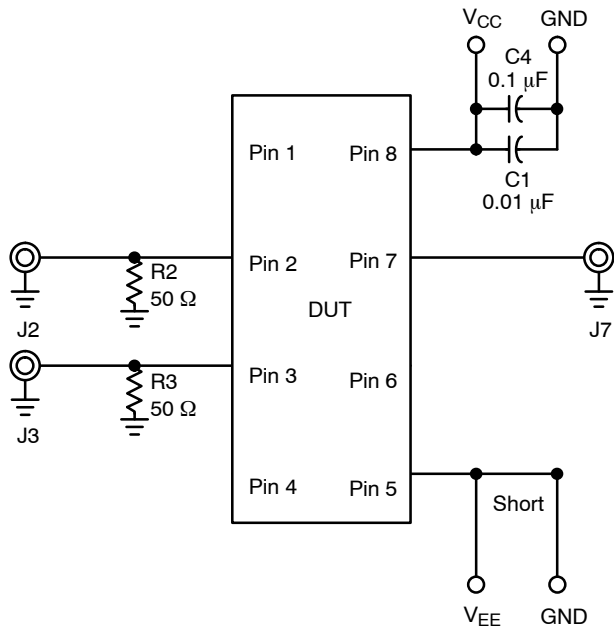 VCC GND
C4
0.1 μF
Pin 1 Pin 8
C1
0.01 μF
Pin 2 Pin 7
R2
50 Ω
DUT
J2 J7
Pin 3 Pin 6
R3
50 Ω
J3
Pin 4 Pin 5
Short
VEE GND